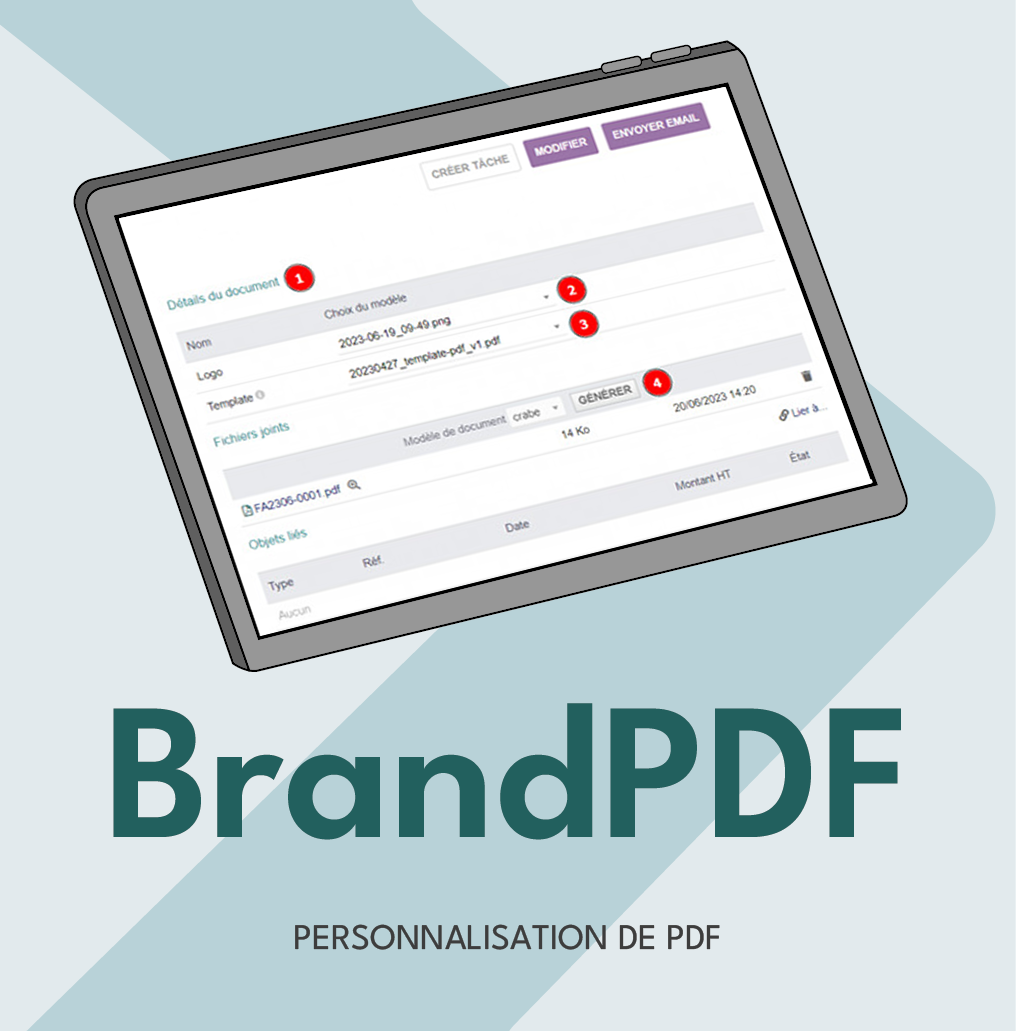 CRÉER TÂCHE MODIFIER ENVOYER EMAIL
Détails du document 1
Nom Choix du modèle
Logo 2023-06-19_09-49.png 2
Template 20230427_template-pdf_v1.pdf 3
Fichiers joints
Modèle de document crabe GÉNÉRER 4
FA2306-0001.pdf 14 Ko 20/06/2023 14:20
Lier à...
Objets liés
Type Réf. Date Montant HT État
Aucun
BrandPDF
PERSONNALISATION DE PDF